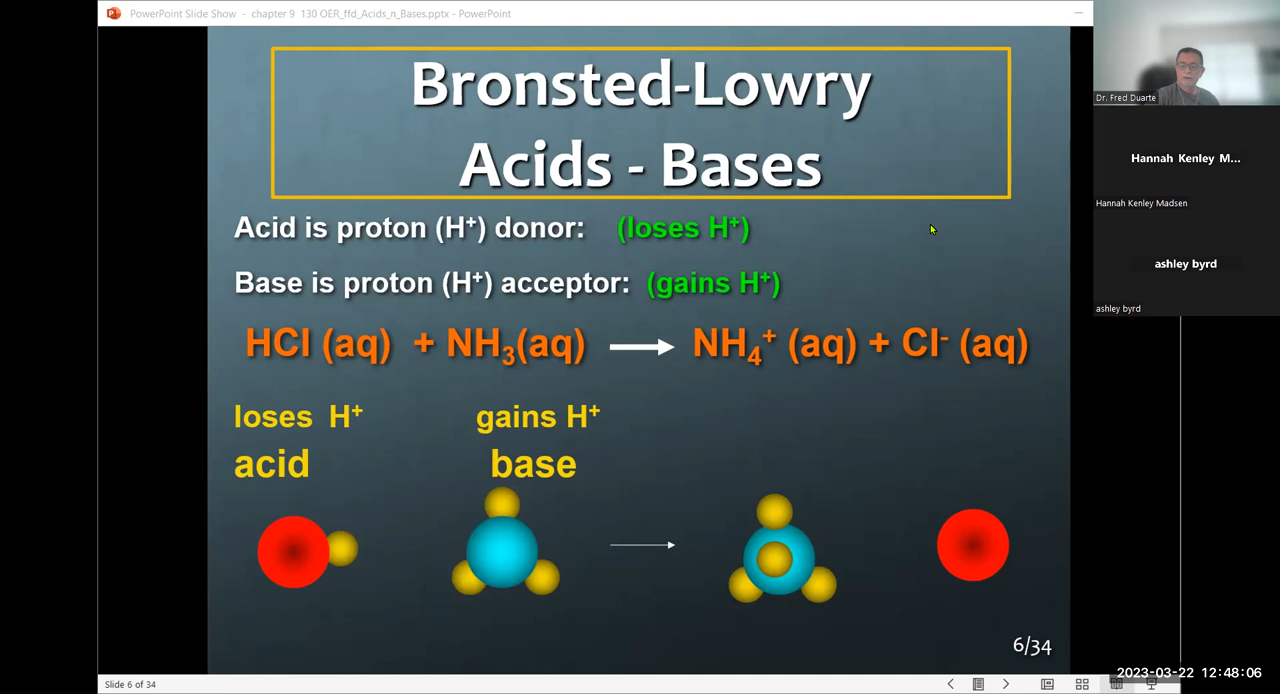 PowerPoint Slide Show - chapter 9 130 OER_ffd_Acids_n_Bases.pptx - PowerPoint
Bronsted-Lowry
Acids - Bases
Acid is proton (H⁺) donor: (loses H⁺)
Base is proton (H⁺) acceptor: (gains H⁺)
HCl (aq) + NH₃(aq) → NH₄⁺ (aq) + Cl⁻ (aq)
loses H⁺ gains H⁺
acid base
6/34
Slide 6 of 34
Dr. Fred Duarte
Hannah Kenley M...
Hannah Kenley Madsen
ashley byrd
ashley byrd
2023-03-22 12:48:06